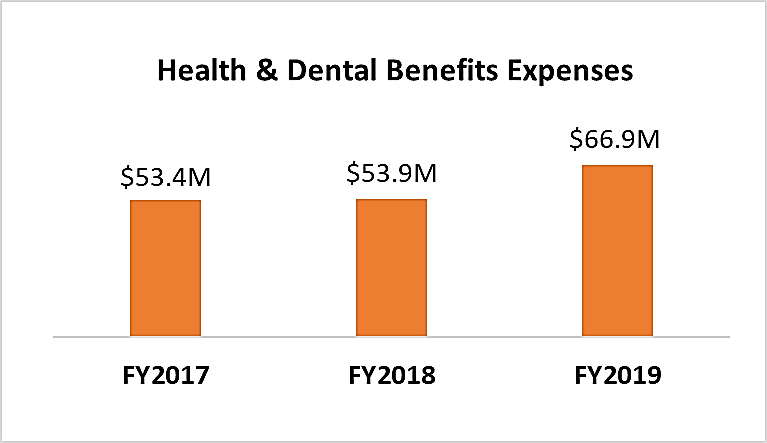 Health & Dental Benefits Expenses
$53.4M
$53.9M
$66.9M
FY2017
FY2018
FY2019